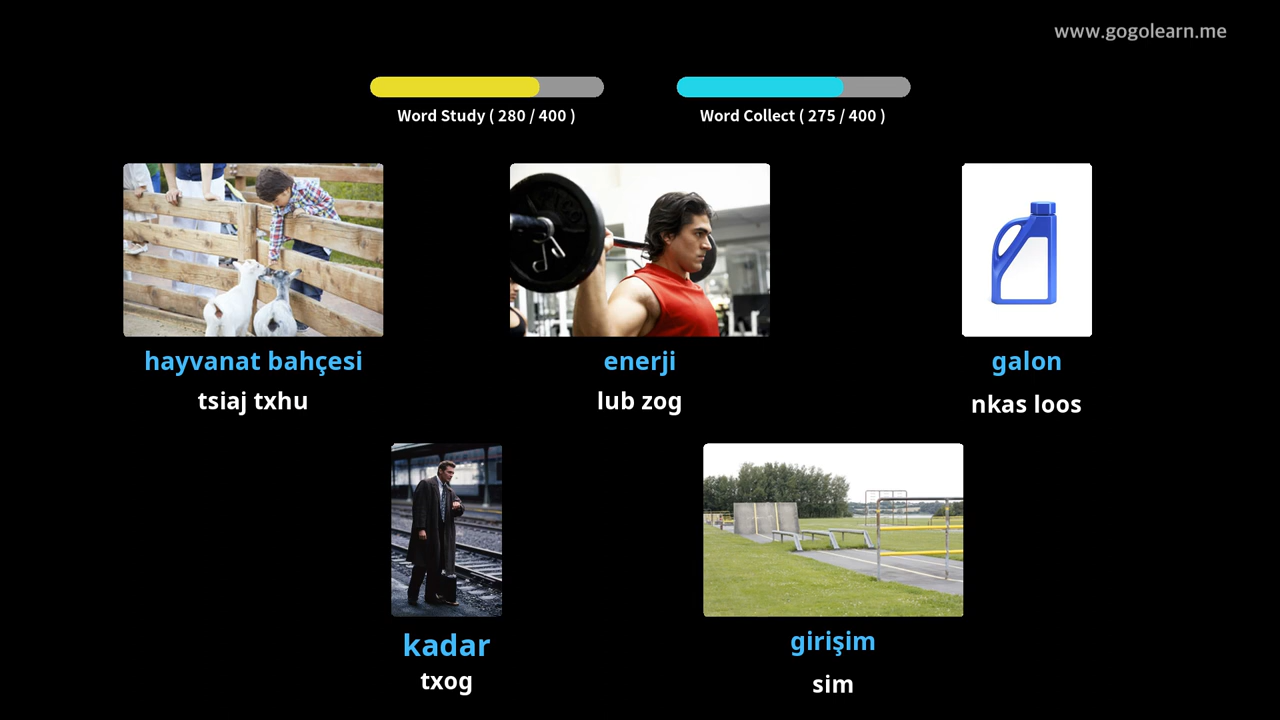 www.gogolearn.me
Word Study ( 280 / 400 )
Word Collect ( 275 / 400 )
hayvanat bahçesi
tsiaj txhu
enerji
lub zog
galon
nkas loos
kadar
txog
girişim
sim